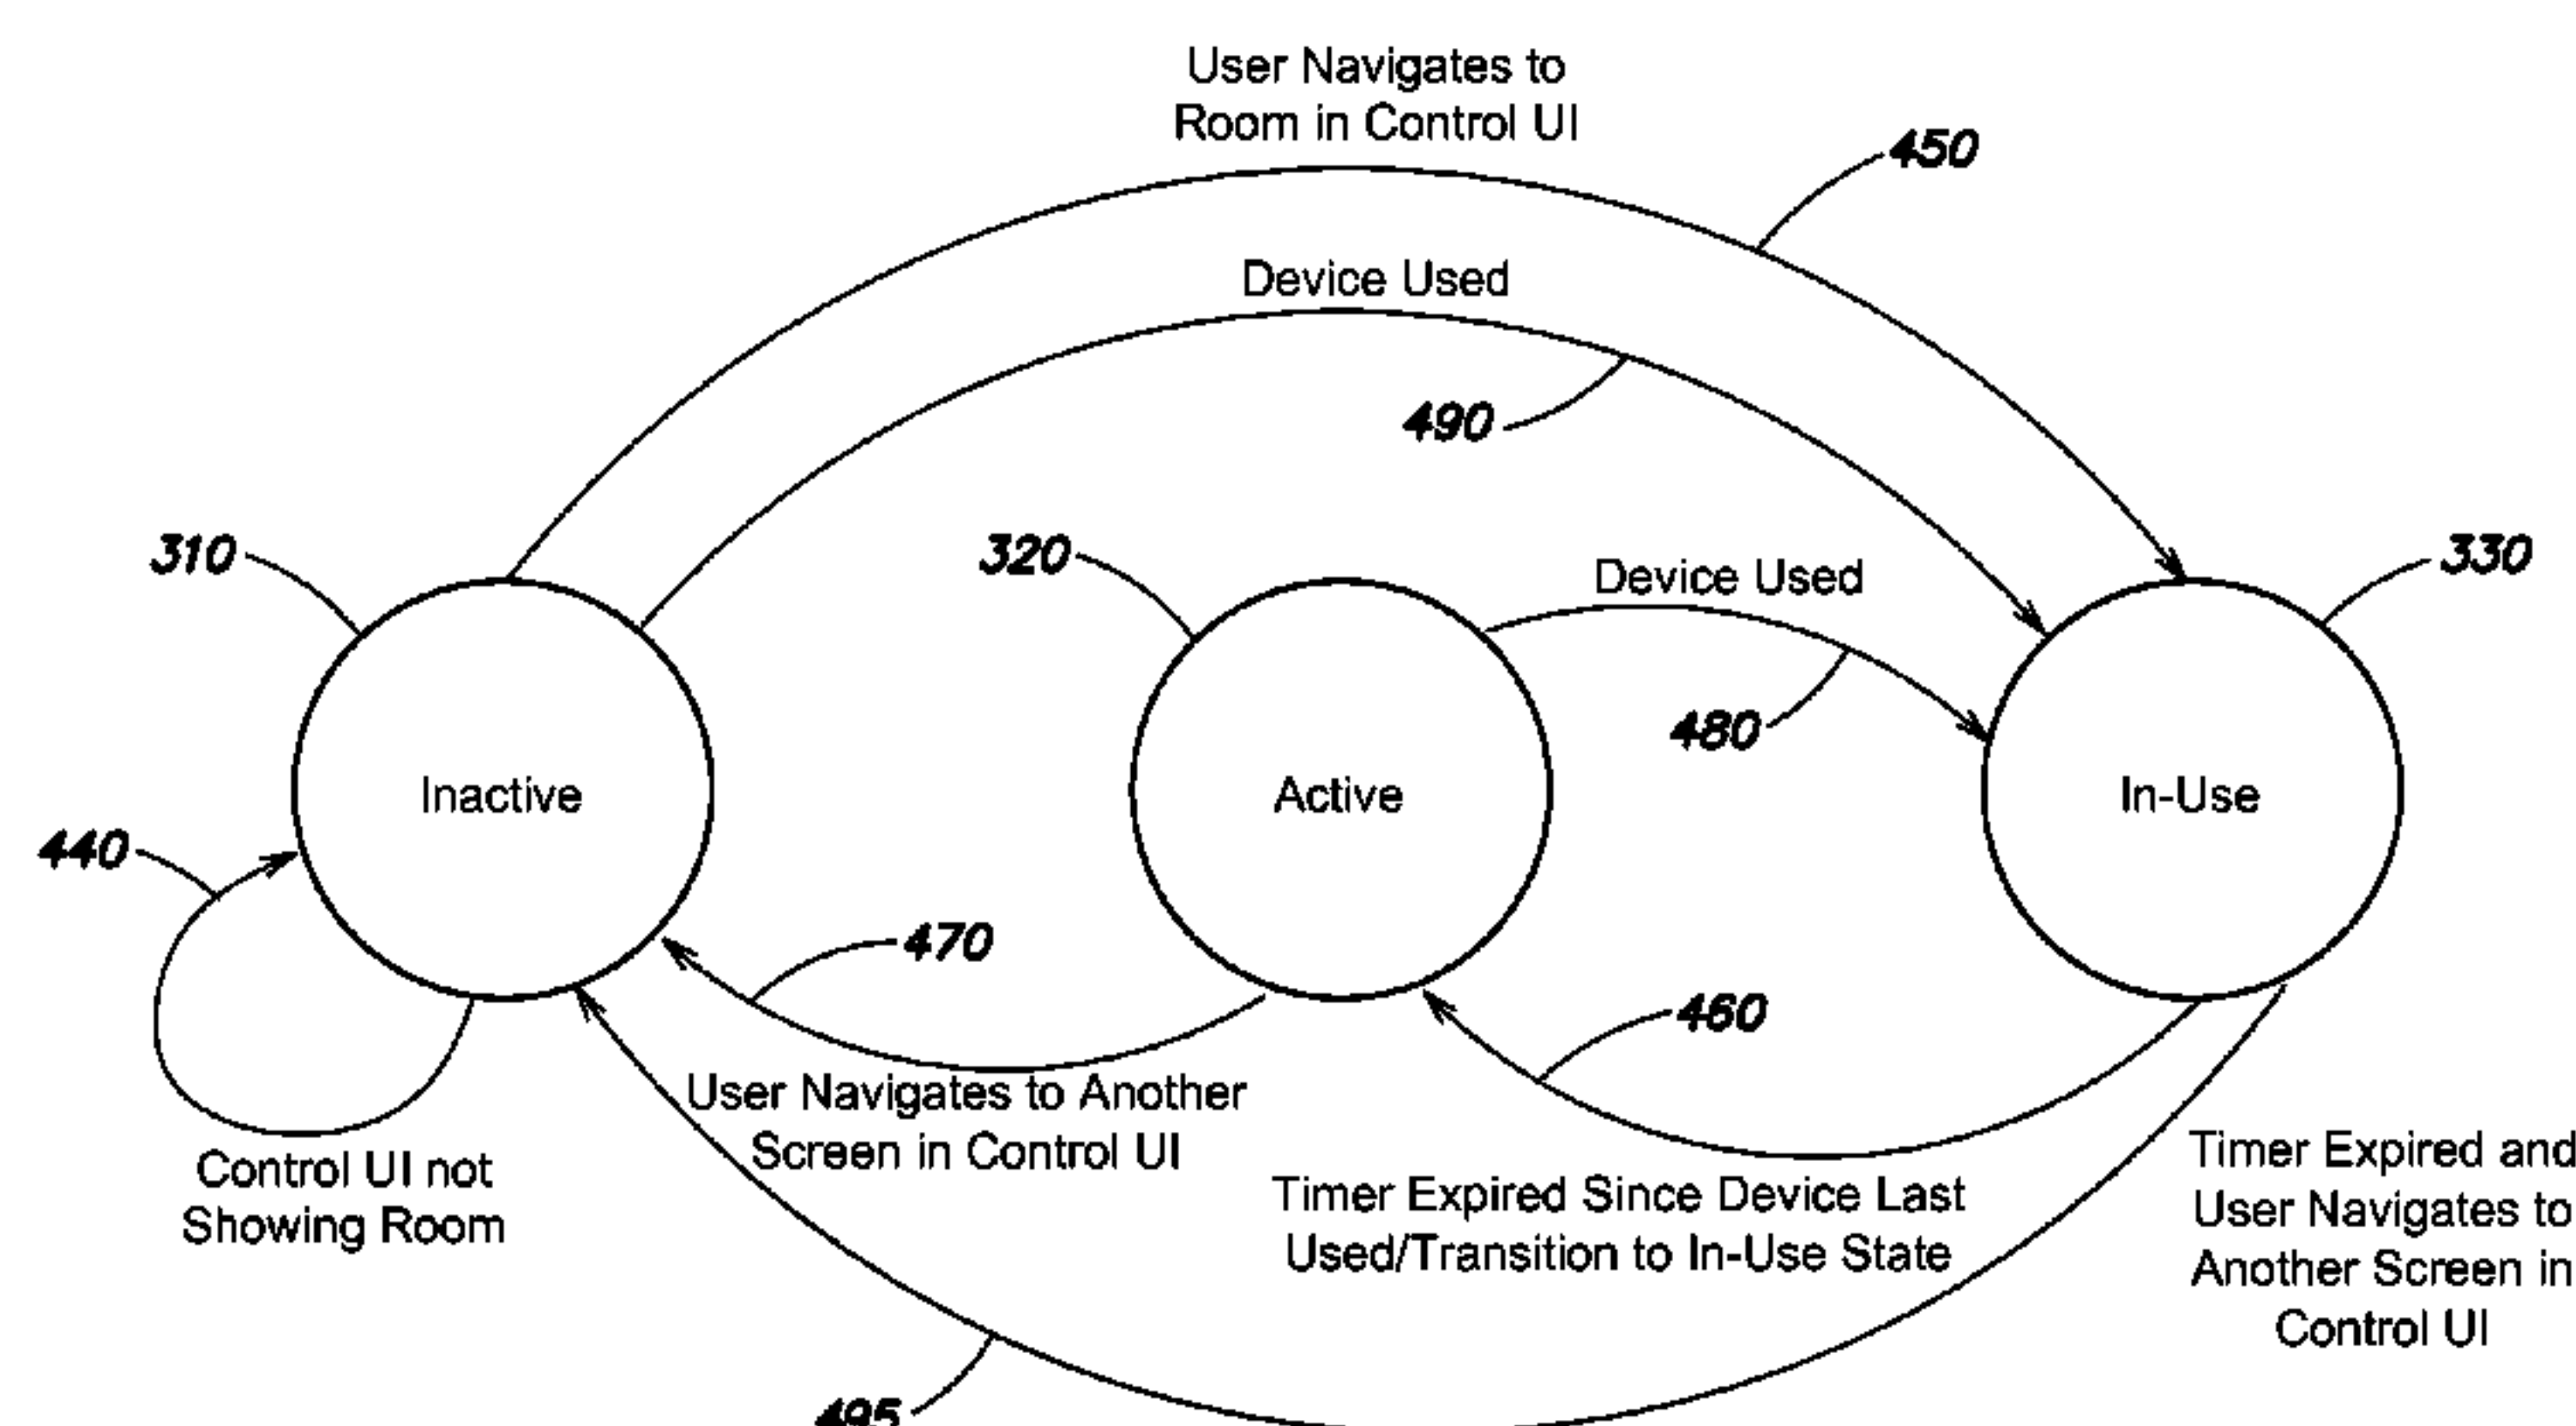 User Navigates to
Room in Control UI
450
Device Used
490
310
320
Device Used
330
480
Inactive
Active
In-Use
440
470
460
User Navigates to Another
Screen in Control UI
Control UI not
Showing Room
Timer Expired Since Device Last
Used/Transition to In-Use State
Timer Expired and
User Navigates to
Another Screen in
Control UI
495